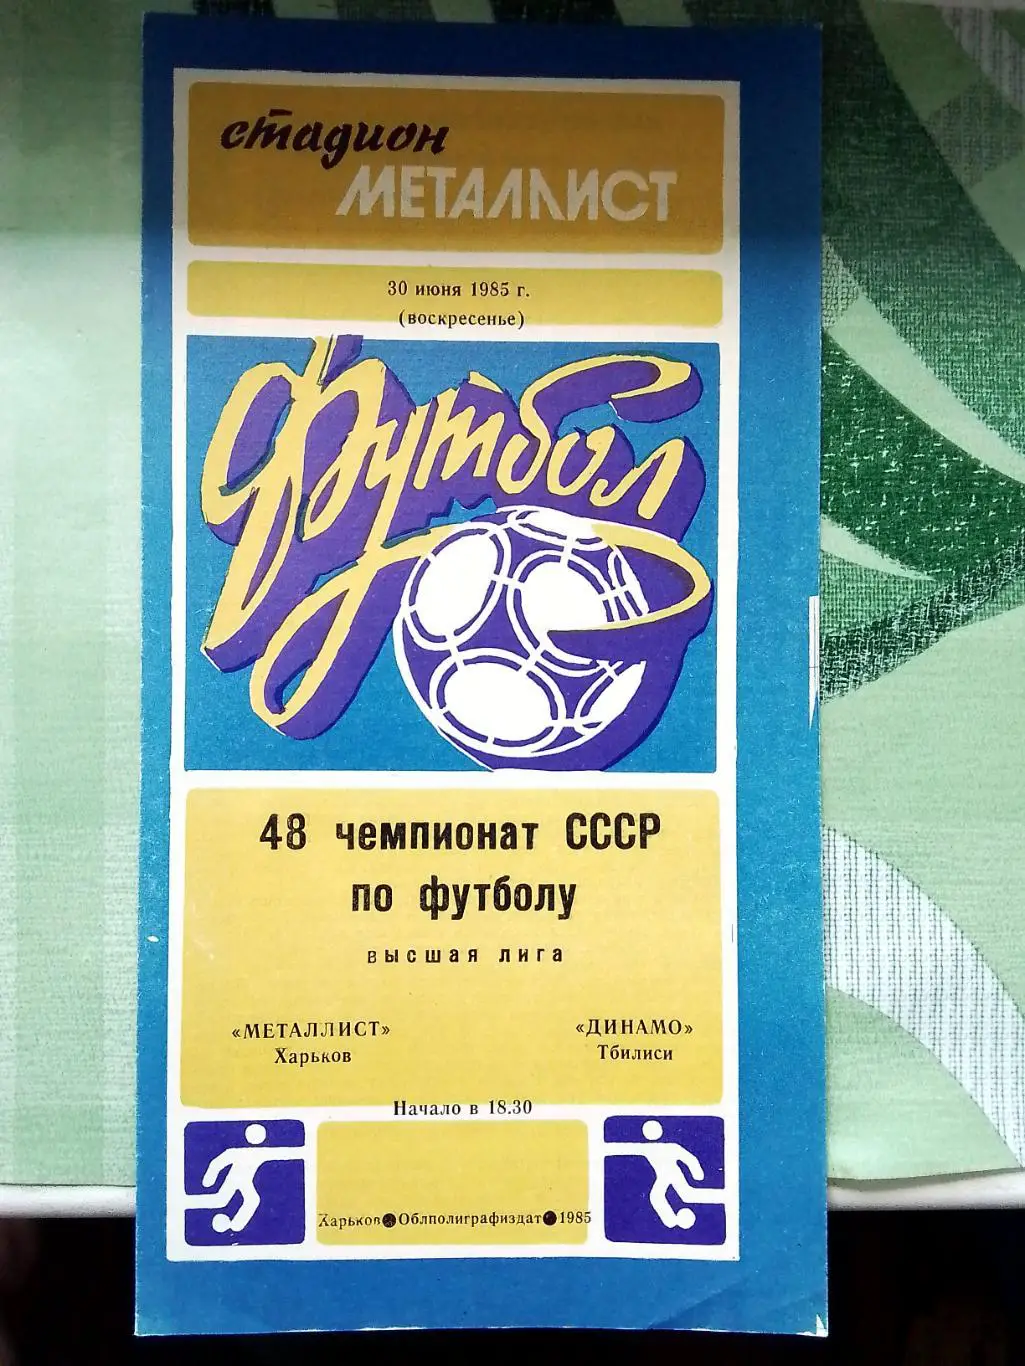 стадион
МЕТАЛЛИСТ
30 июня 1985 г.
(воскресенье)
Футбол
48 чемпионат СССР
по футболу
высшая лига
«МЕТАЛЛИСТ» «ДИНАМО»
Харьков Тбилиси
Начало в 18.30
Харьков●Облполиграфиздат●1985